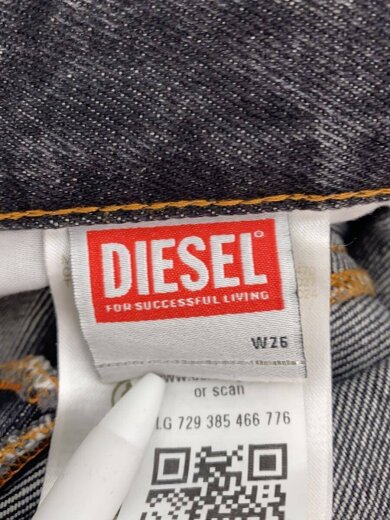 DIESEL
FOR SUCCESSFUL LIVING
W26
or scan
LG 729 385 466 776